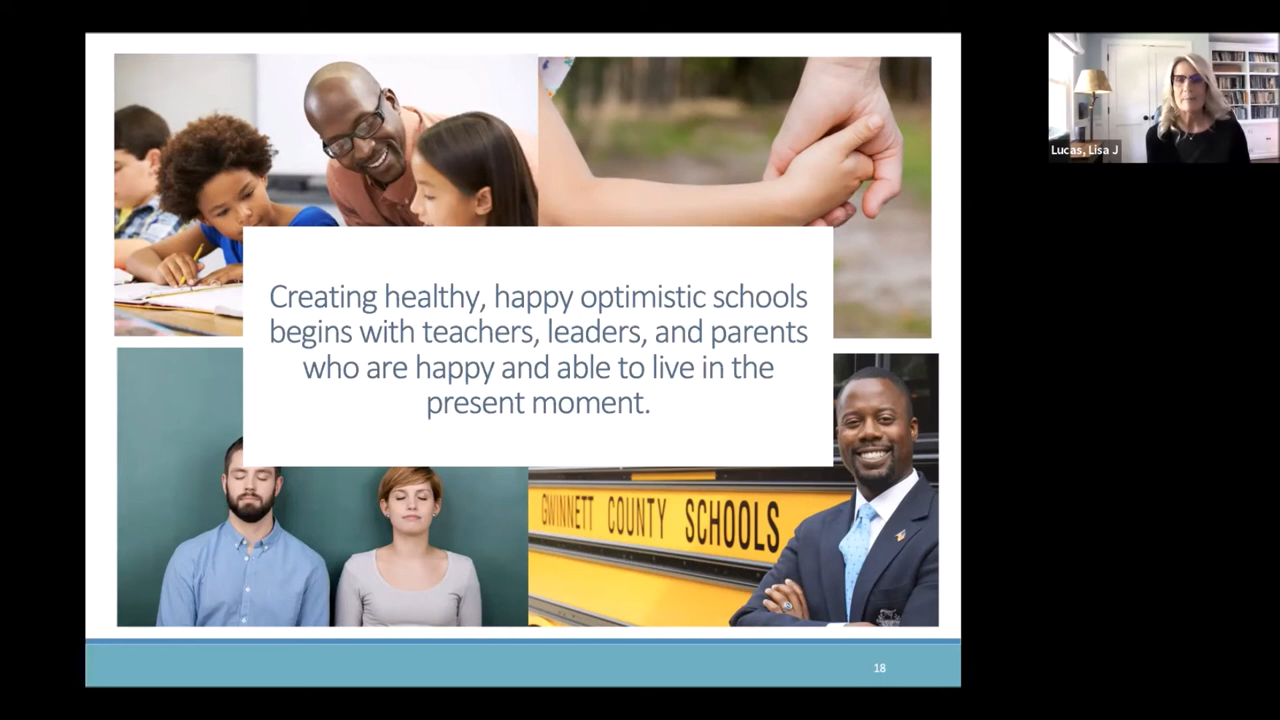 Lucas, Lisa J
Creating healthy, happy optimistic schools
begins with teachers, leaders, and parents
who are happy and able to live in the
present moment.
GWINNETT COUNTY SCHOOLS
18